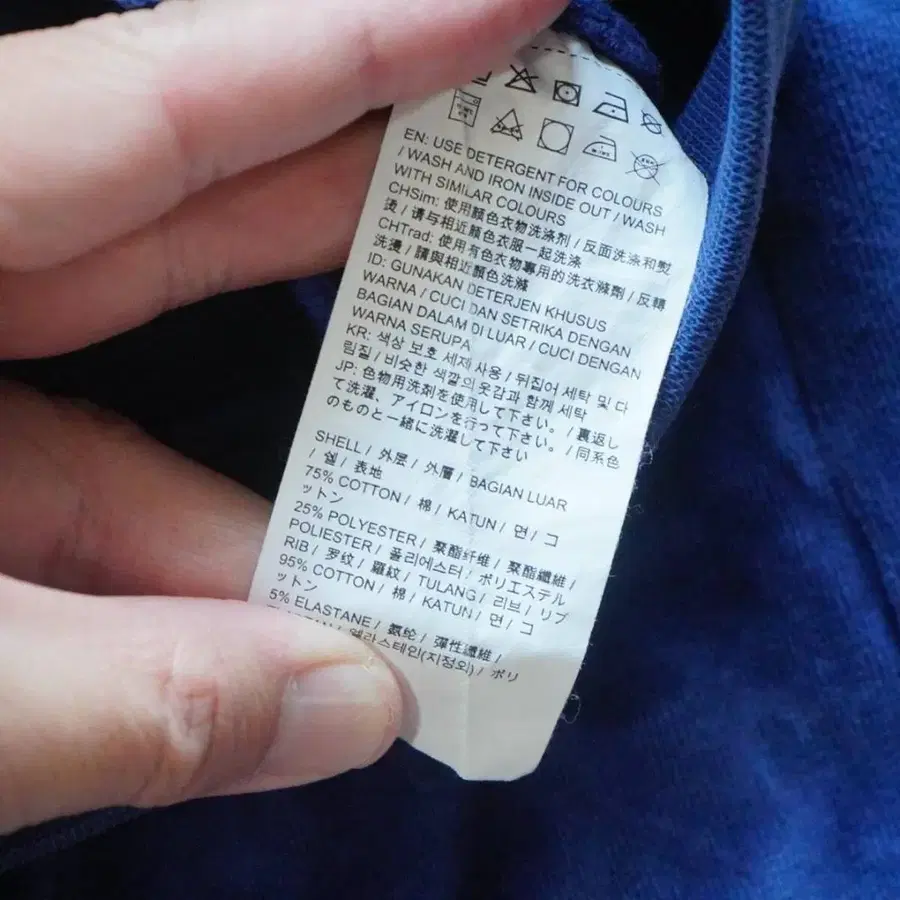 EN: USE DETERGENT FOR COLOURS
/ WASH AND IRON INSIDE OUT / WASH
WITH SIMILAR COLOURS
CHSim: 使用颜色衣物洗涤剂 / 反面洗涤和熨
烫 / 请与相近颜色衣服一起洗涤
CHTrad: 使用有色衣物專用的洗衣滌劑 / 反轉
洗燙 / 請與相近顏色洗滌
ID: GUNAKAN DETERJEN KHUSUS
WARNA / CUCI DAN SETRIKA DENGAN
BAGIAN DALAM DI LUAR / CUCI DENGAN
WARNA SERUPA
KR: 색상 보호 세제 사용 / 뒤집어 세탁 및 다
림질 / 비슷한 색깔의 옷감과 함께 세탁
JP: 色物用洗剤を使用して下さい。 / 裏返し
て洗濯、アイロンを行って下さい。 / 同系色
のものと一緒に洗濯して下さい
SHELL / 外层 / 外層 / BAGIAN LUAR
/ 쉘 / 表地
75% COTTON / 棉 / KATUN / 면 / コ
ットン
25% POLYESTER / 聚酯纤维 / 聚酯纖維 /
POLIESTER / 폴리에스터 / ポリエステル
RIB / 罗纹 / 羅紋 / TULANG / 리브 / リブ
95% COTTON / 棉 / KATUN / 면 / コ
ットン
5% ELASTANE / 氨纶 / 彈性纖維 /
엘라스테인(지정외) / ポリ